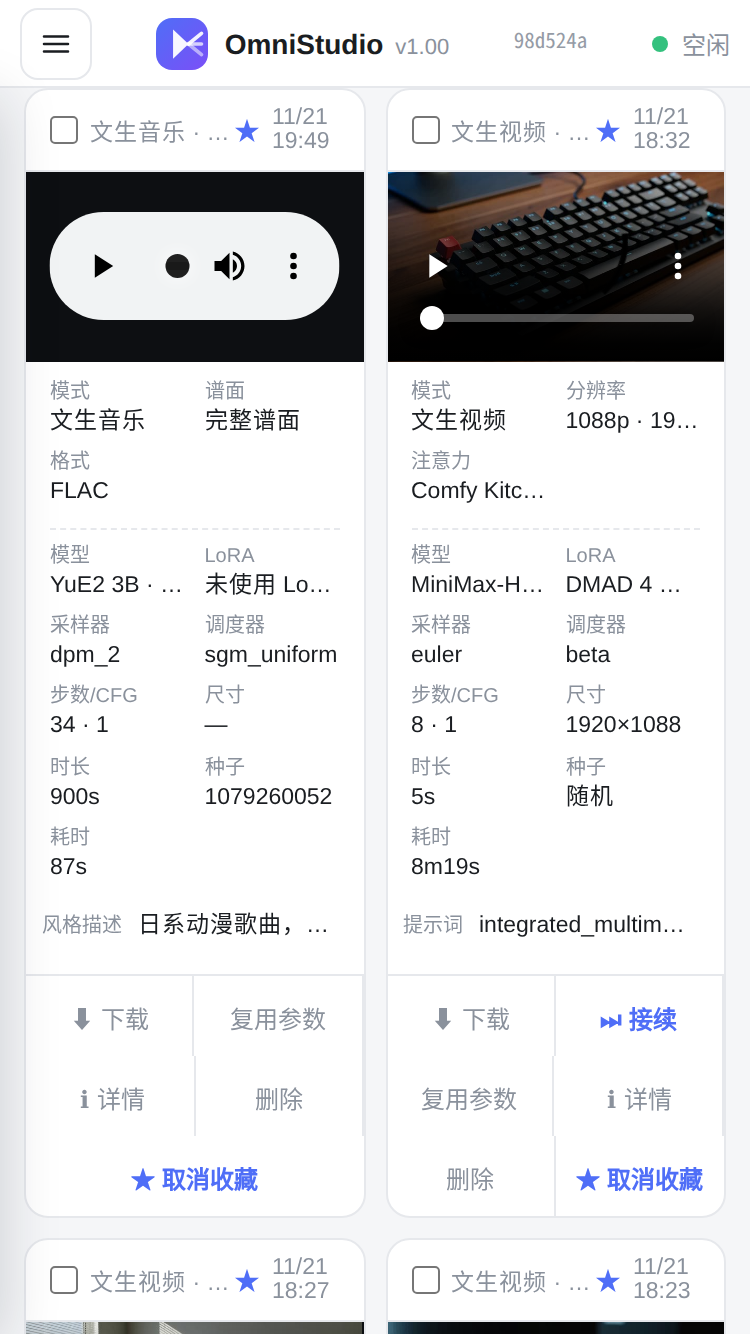 OmniStudio v1.00 98d524a 空闲
文生音乐 · … ★ 11/21 19:49
模式 谱面
文生音乐 完整谱面
格式
FLAC
模型 LoRA
YuE2 3B · … 未使用 Lo…
采样器 调度器
dpm_2 sgm_uniform
步数/CFG 尺寸
34 · 1 —
时长 种子
900s 1079260052
耗时
87s
风格描述 日系动漫歌曲，…
⬇ 下载 复用参数
ℹ 详情 删除
★ 取消收藏
文生视频 · … ★ 11/21 18:32
模式 分辨率
文生视频 1088p · 19…
注意力
Comfy Kitc…
模型 LoRA
MiniMax-H… DMAD 4 …
采样器 调度器
euler beta
步数/CFG 尺寸
8 · 1 1920×1088
时长 种子
5s 随机
耗时
8m19s
提示词 integrated_multim…
⬇ 下载 ⏭ 接续
复用参数 ℹ 详情
删除 ★ 取消收藏
文生视频 · … ★ 11/21 18:27
文生视频 · … ★ 11/21 18:23